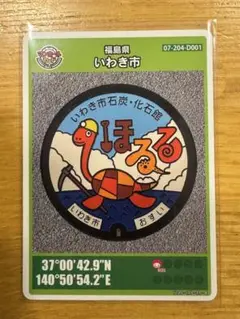 07-204-D001
福島県
いわき市
いわき市石炭・化石館
ほるる
いわき市
おすい
37°00'42.9"N
140°50'54.2"E